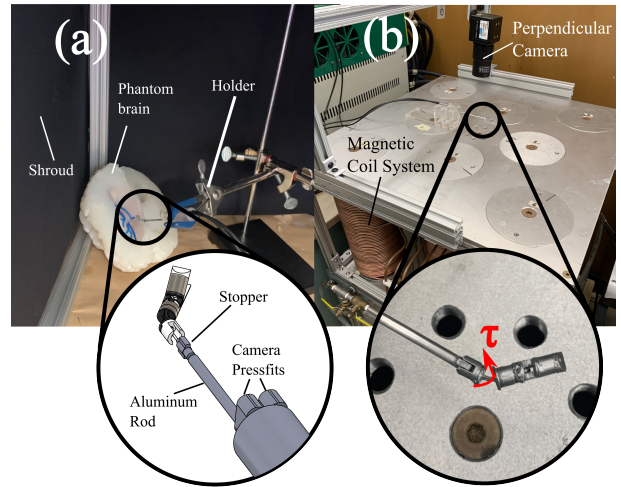 (a)
Phantom
brain
Holder
Shroud
Stopper
Camera
Pressfits
Aluminum
Rod
(b)
Perpendicular
Camera
Magnetic
Coil System
τ